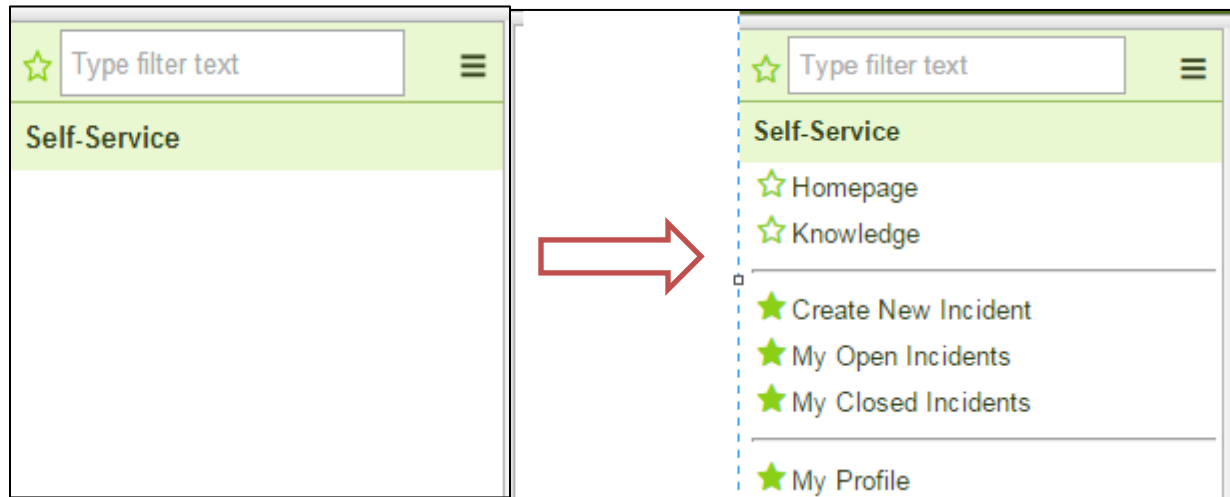 Type filter text
Self-Service
Type filter text
Self-Service
Homepage
Knowledge
Create New Incident
My Open Incidents
My Closed Incidents
My Profile